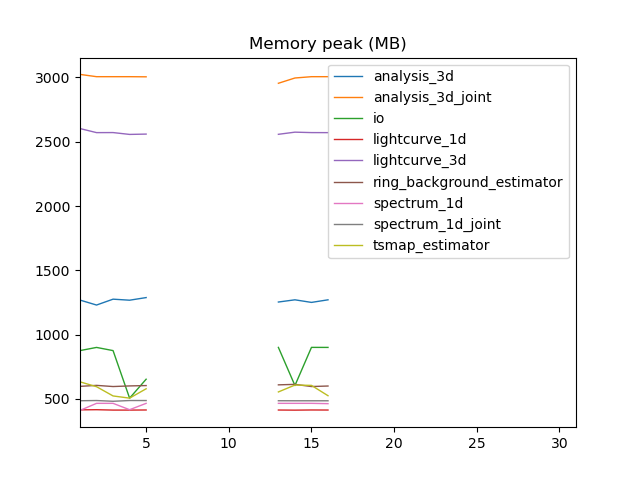 Memory peak (MB)
3000
2500
2000
1500
1000
500
5
10
15
20
25
30
analysis_3d
analysis_3d_joint
io
lightcurve_1d
lightcurve_3d
ring_background_estimator
spectrum_1d
spectrum_1d_joint
tsmap_estimator